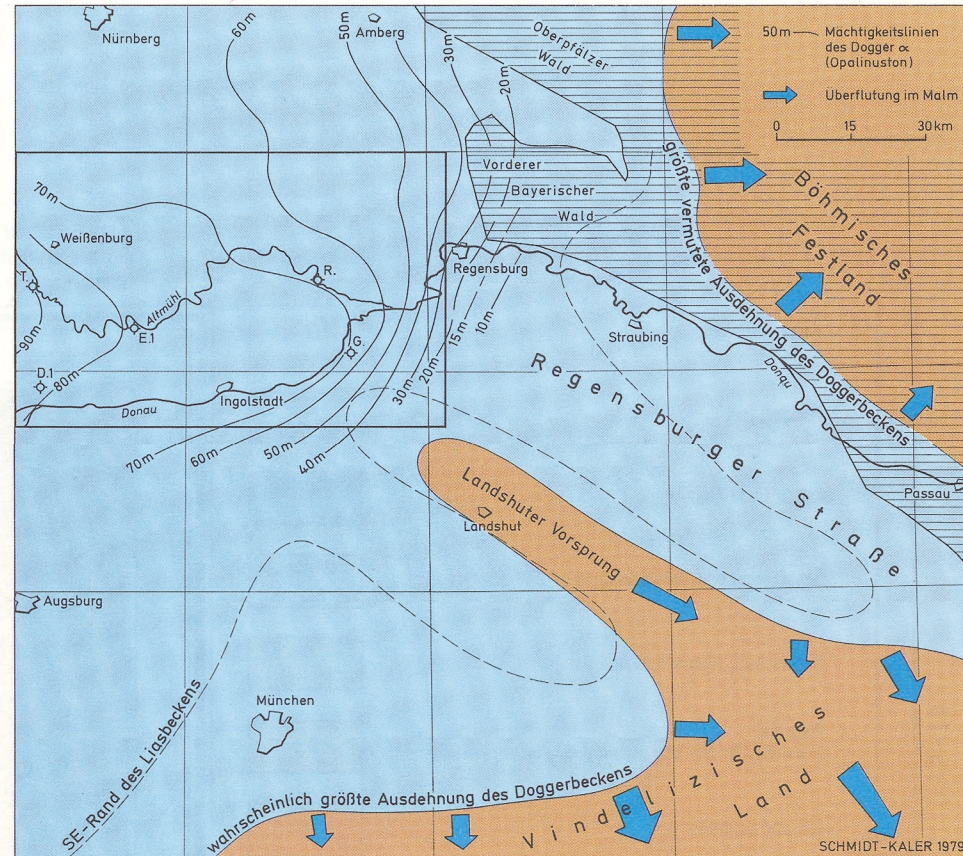 Nürnberg
60m
50m
Amberg
30m
20m
Oberpfälzer
Wald
50m
Mächtigkeitslinien
des Dogger α
(Opalinuston)
Überflutung im Malm
0 15 30 km
Vorderer
Bayerischer
Wald
größte vermutete Ausdehnung des Doggerbeckens
Böhmisches
Festland
70m
Weißenburg
T.
Altmühl
R.
Regensburg
E.1
90m
D.1
80m
G.
15m
10m
20m
30m
Straubing
Donau
Donau
Ingolstadt
70m
60m
50m
40m
Regensburger Straße
Passau
Landshuter Vorsprung
Landshut
Augsburg
München
SE-Rand des Liasbeckens
wahrscheinlich größte Ausdehnung des Doggerbeckens
Vindelizisches
Land
SCHMIDT-KALER 1979